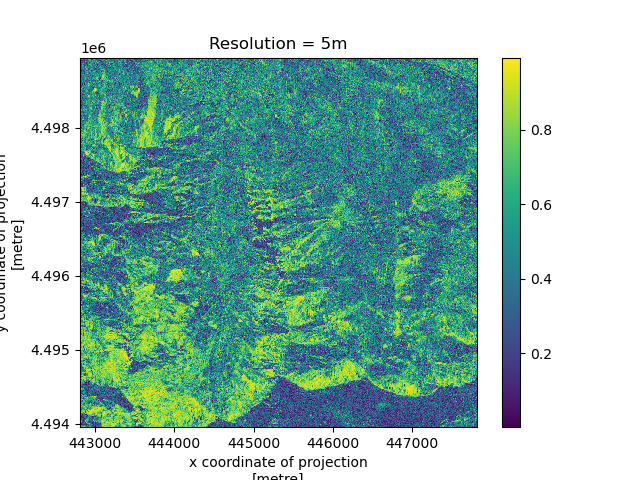 Resolution = 5m
1e6
4.498
4.497
4.496
4.495
4.494
y coordinate of projection
[metre]
443000 444000 445000 446000 447000
x coordinate of projection
[metre]
0.8
0.6
0.4
0.2